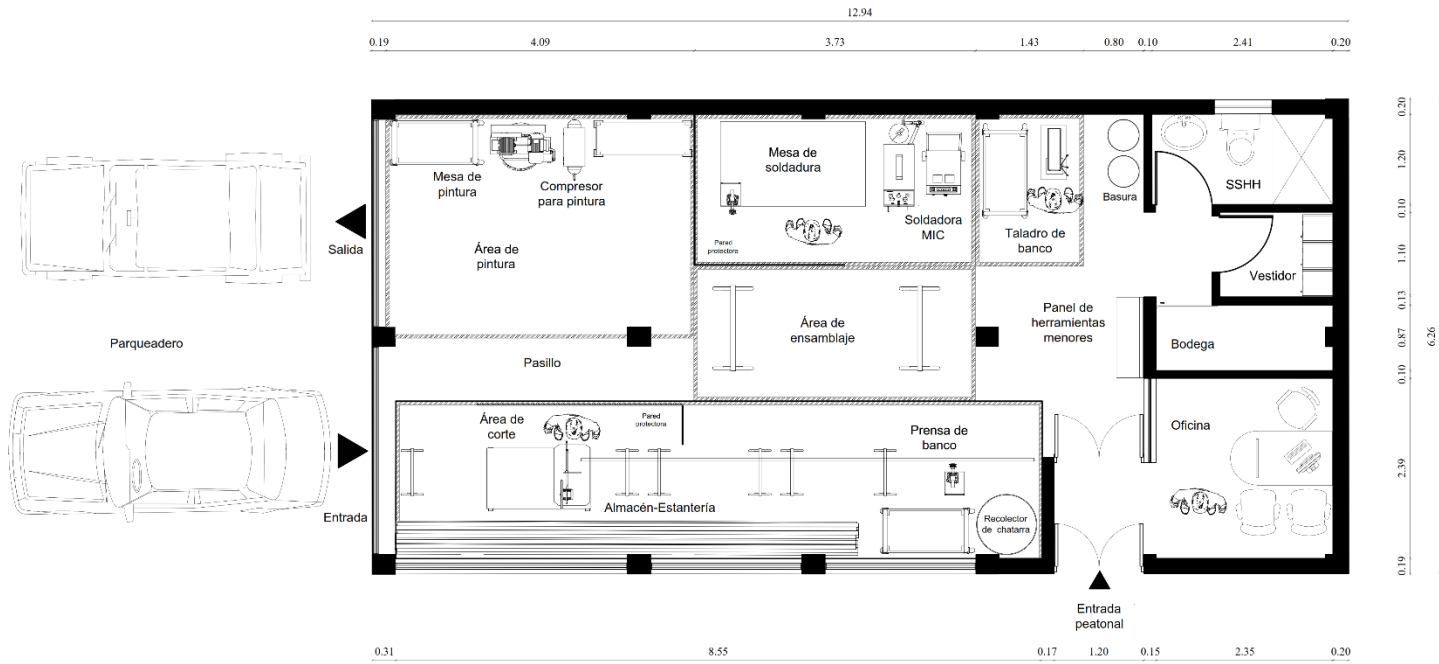 12.94
0.19 4.09 3.73 1.43 0.80 0.10 2.41 0.20
Mesa de
pintura
Compresor
para pintura
Mesa de
soldadura
Soldadora
MIC
Pared
protectora
Taladro de
banco
Basura
SSHH
Vestidor
Área de
pintura
Salida
Parqueadero
Entrada
Pasillo
Área de
ensamblaje
Panel de
herramientas
menores
Bodega
Área de
corte
Pared
protectora
Prensa de
banco
Oficina
Almacén-Estantería
Recolector
de chatarra
Entrada
peatonal
0.20
1.20
0.10
1.10
0.13
0.87
0.10
2.39
0.19
6.26
0.31 8.55 0.17 1.20 0.15 2.35 0.20